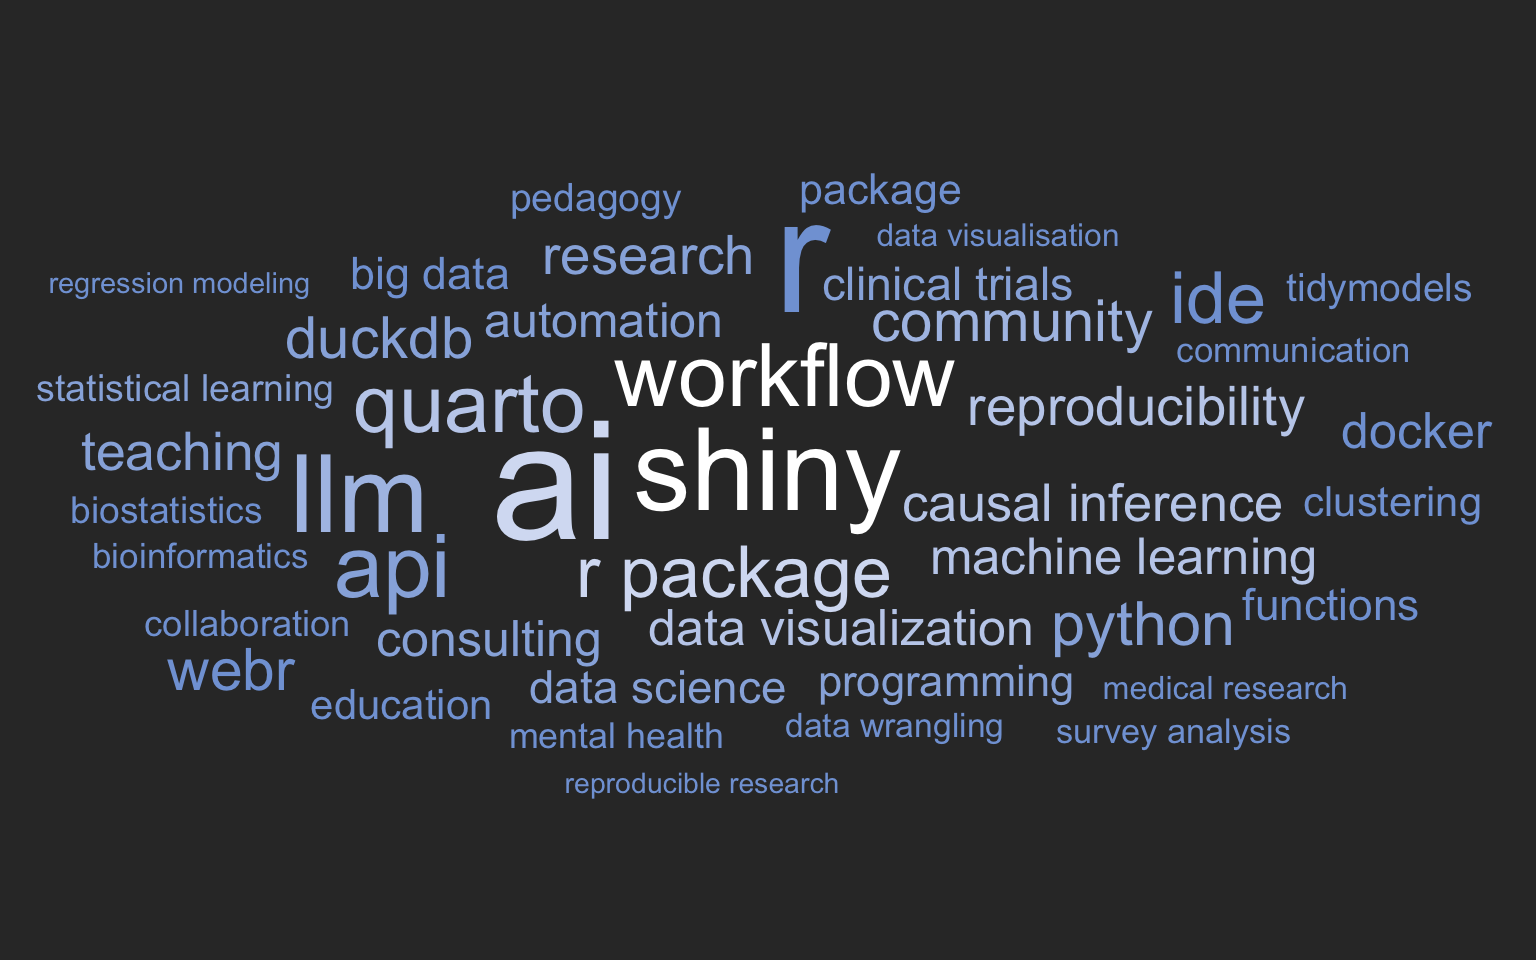 pedagogy
package
research
r
data visualisation
regression modeling
big data
clinical trials
ide
tidymodels
duckdb
automation
community
communication
statistical learning
quarto
workflow
reproducibility
docker
teaching
llm
ai
shiny
causal inference
clustering
biostatistics
bioinformatics
api
r package
machine learning
functions
collaboration
consulting
data visualization
python
webr
education
data science
programming
medical research
mental health
data wrangling
survey analysis
reproducible research